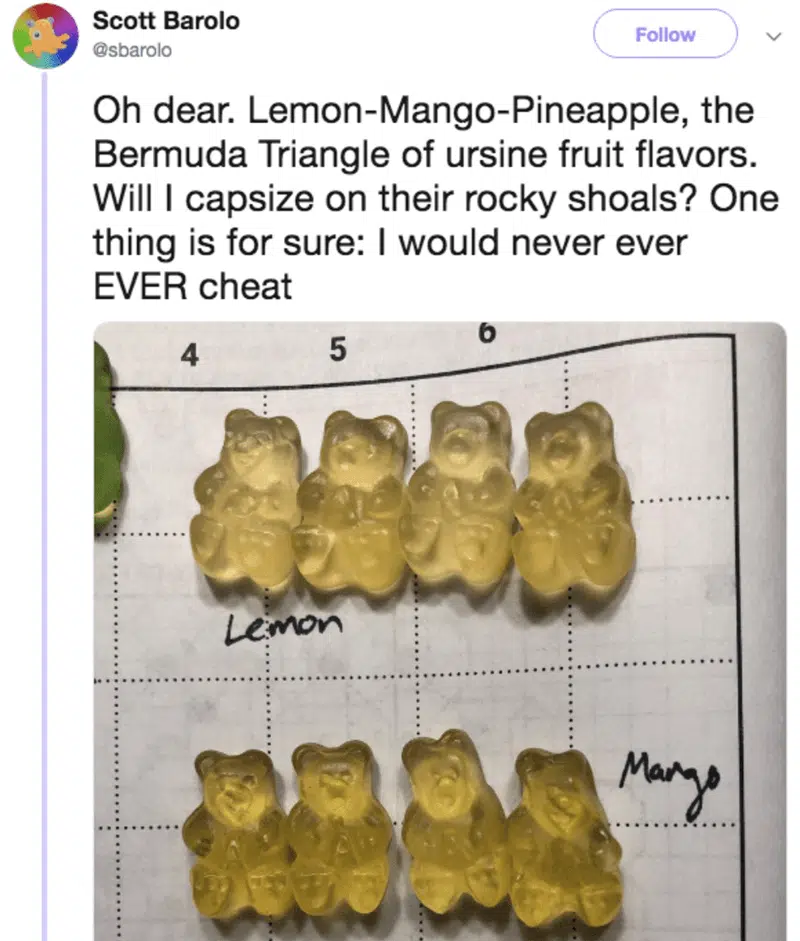 Scott Barolo
@sbarolo
Follow
Oh dear. Lemon-Mango-Pineapple, the
Bermuda Triangle of ursine fruit flavors.
Will I capsize on their rocky shoals? One
thing is for sure: I would never ever
EVER cheat
4 5 6
Lemon
Mango